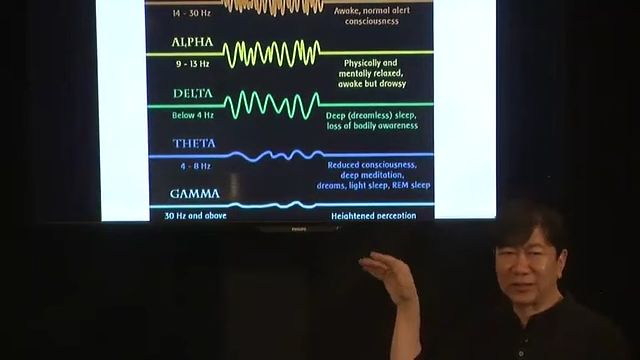 14 - 30 Hz
Awake, normal alert
consciousness
ALPHA
9 - 13 Hz
Physically and
mentally relaxed,
awake but drowsy
DELTA
Below 4 Hz
Deep (dreamless) sleep,
loss of bodily awareness
THETA
4 - 8 Hz
Reduced consciousness,
deep meditation,
dreams, light sleep, REM sleep
GAMMA
30 Hz and above
Heightened perception
PHILIPS